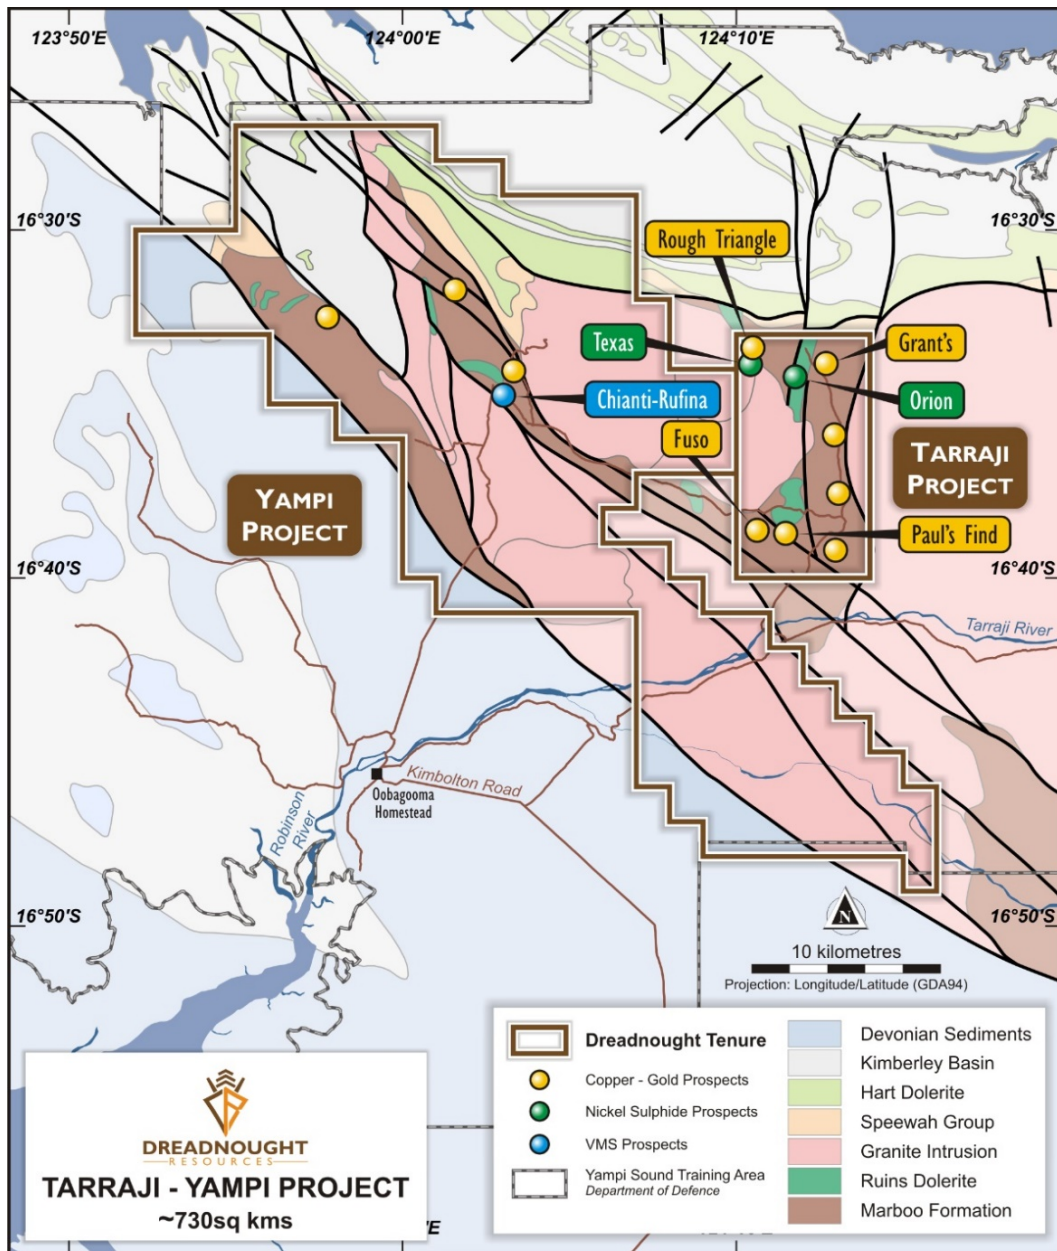 123°50'E
124°00'E
124°10'E
16°30'S
16°30'S
Rough Triangle
Texas
Grant's
Chianti-Rufina
Orion
Fuso
TARRAJI
PROJECT
YAMPI
PROJECT
Paul's Find
16°40'S
16°40'S
Tarraji River
Kimbolton Road
Oobagooma
Homestead
Robinson
River
16°50'S
16°50'S
N
10 kilometres
Projection: Longitude/Latitude (GDA94)
Dreadnought Tenure
Copper - Gold Prospects
Nickel Sulphide Prospects
VMS Prospects
Yampi Sound Training Area
Department of Defence
Devonian Sediments
Kimberley Basin
Hart Dolerite
Speewah Group
Granite Intrusion
Ruins Dolerite
Marboo Formation
DREADNOUGHT
RESOURCES
TARRAJI - YAMPI PROJECT
~730sq kms